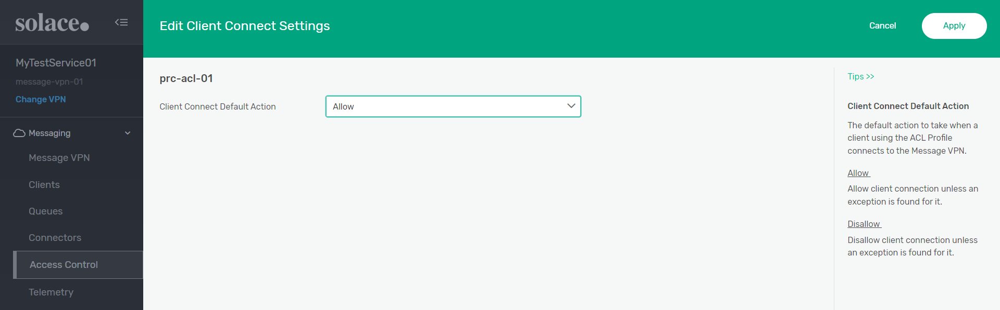 solace
Edit Client Connect Settings
Cancel
Apply
MyTestService01
message-vpn-01
Change VPN
Messaging
Message VPN
Clients
Queues
Connectors
Access Control
Telemetry
prc-acl-01
Client Connect Default Action
Allow
Tips >>
Client Connect Default Action
The default action to take when a
client using the ACL Profile
connects to the Message VPN.
Allow
Allow client connection unless an
exception is found for it.
Disallow
Disallow client connection unless
an exception is found for it.